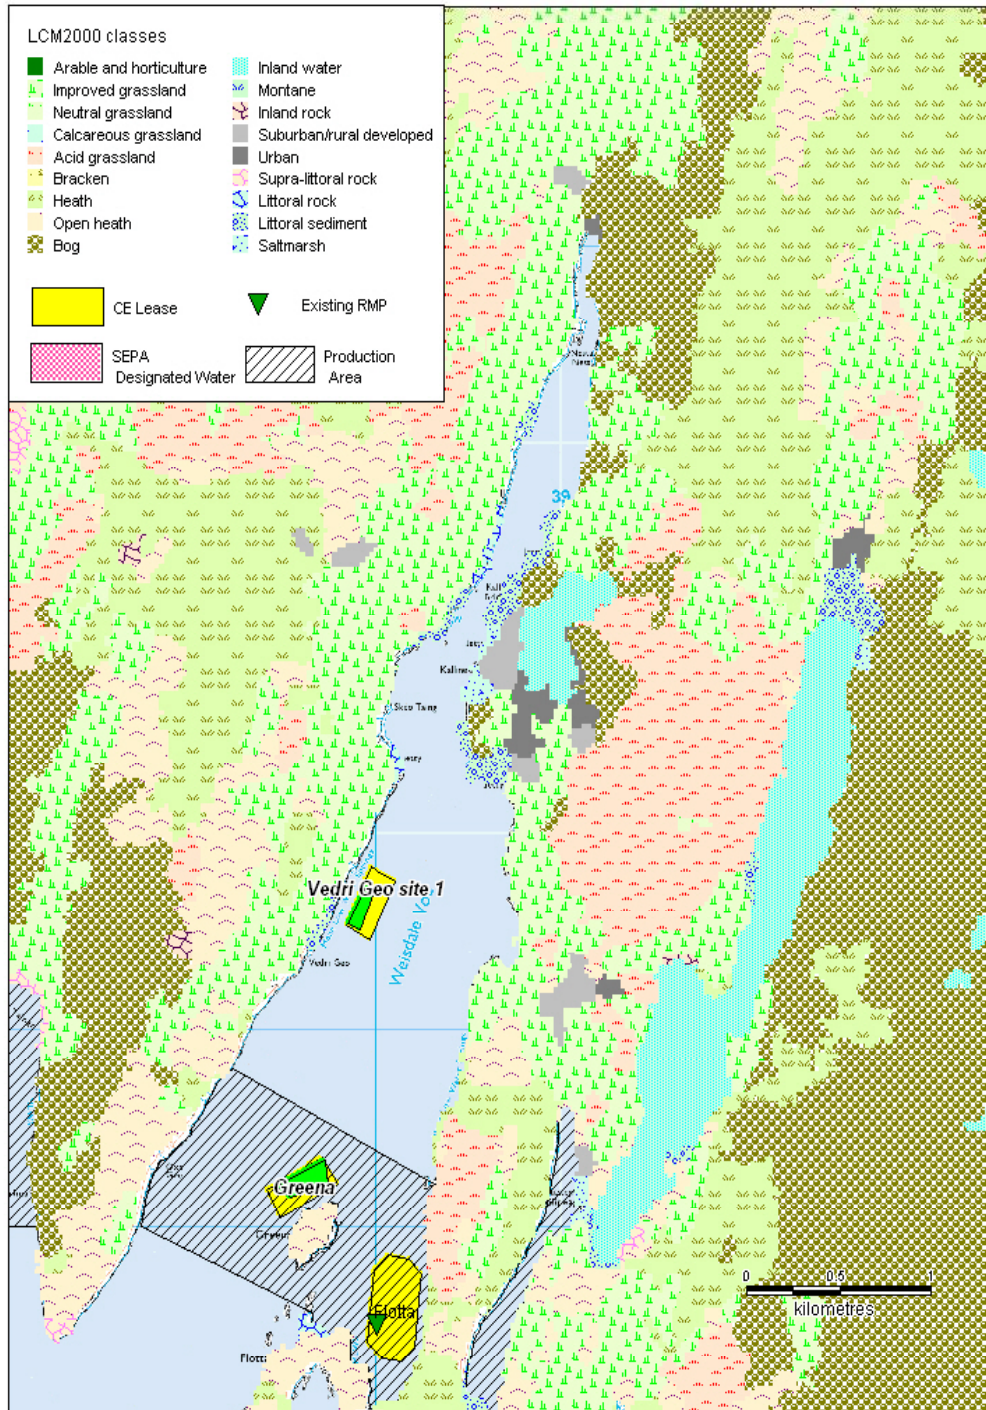 LCM2000 classes
Arable and horticulture
Improved grassland
Neutral grassland
Calcareous grassland
Acid grassland
Bracken
Heath
Open heath
Bog
Inland water
Montane
Inland rock
Suburban/rural developed
Urban
Supra-littoral rock
Littoral rock
Littoral sediment
Saltmarsh
CE Lease
Existing RMP
SEPA
Designated Water
Production
Area
39
Vedri Geo site 1
Weisdale Vo
Vedri Geo
Greena
Flotta
Flotta
0 0.5 1
kilometres